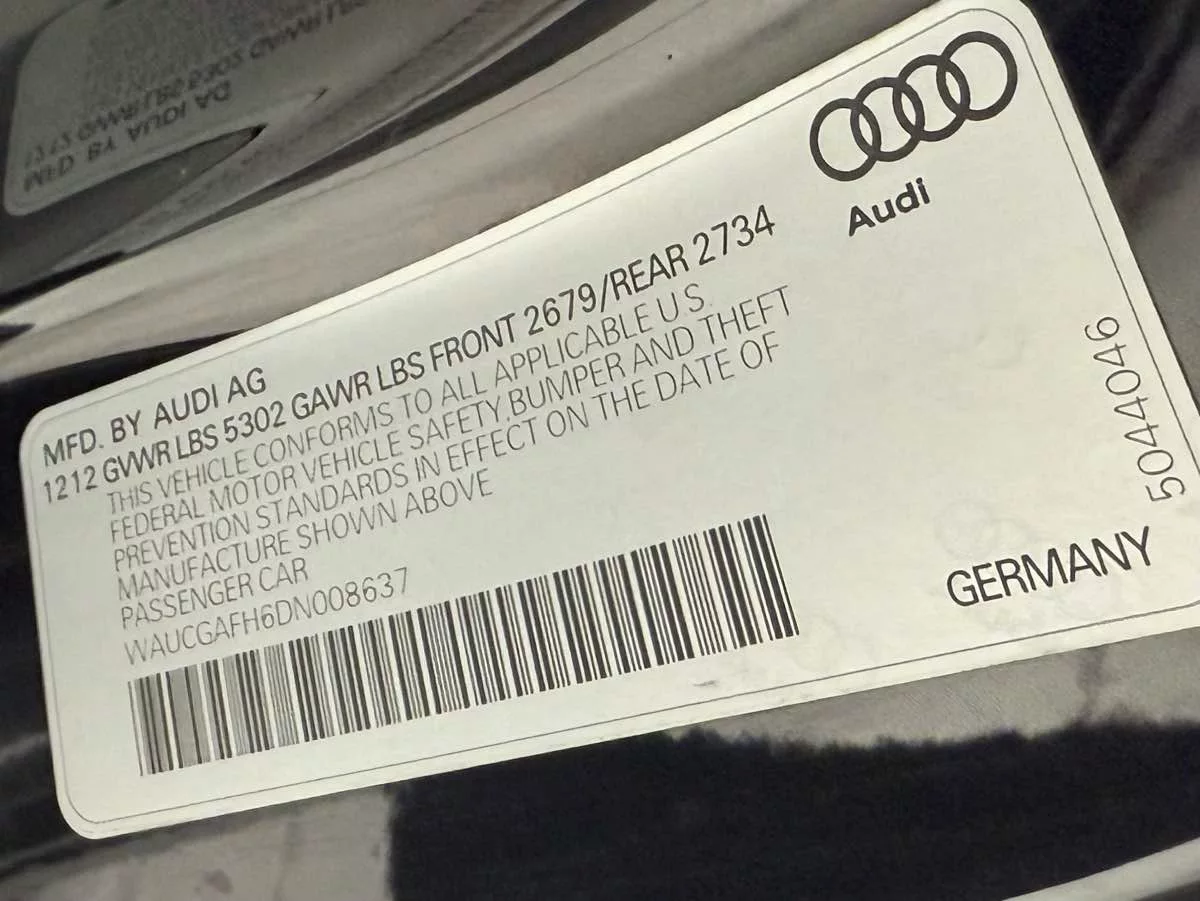 Audi
MFD. BY AUDI AG
1212 GVWR LBS 5302 GAWR LBS FRONT 2679/REAR 2734
THIS VEHICLE CONFORMS TO ALL APPLICABLE U.S.
FEDERAL MOTOR VEHICLE SAFETY.BUMPER AND THEFT
PREVENTION STANDARDS IN EFFECT ON THE DATE OF
MANUFACTURE SHOWN ABOVE
PASSENGER CAR
WAUCGAFH6DN008637
GERMANY
50444046